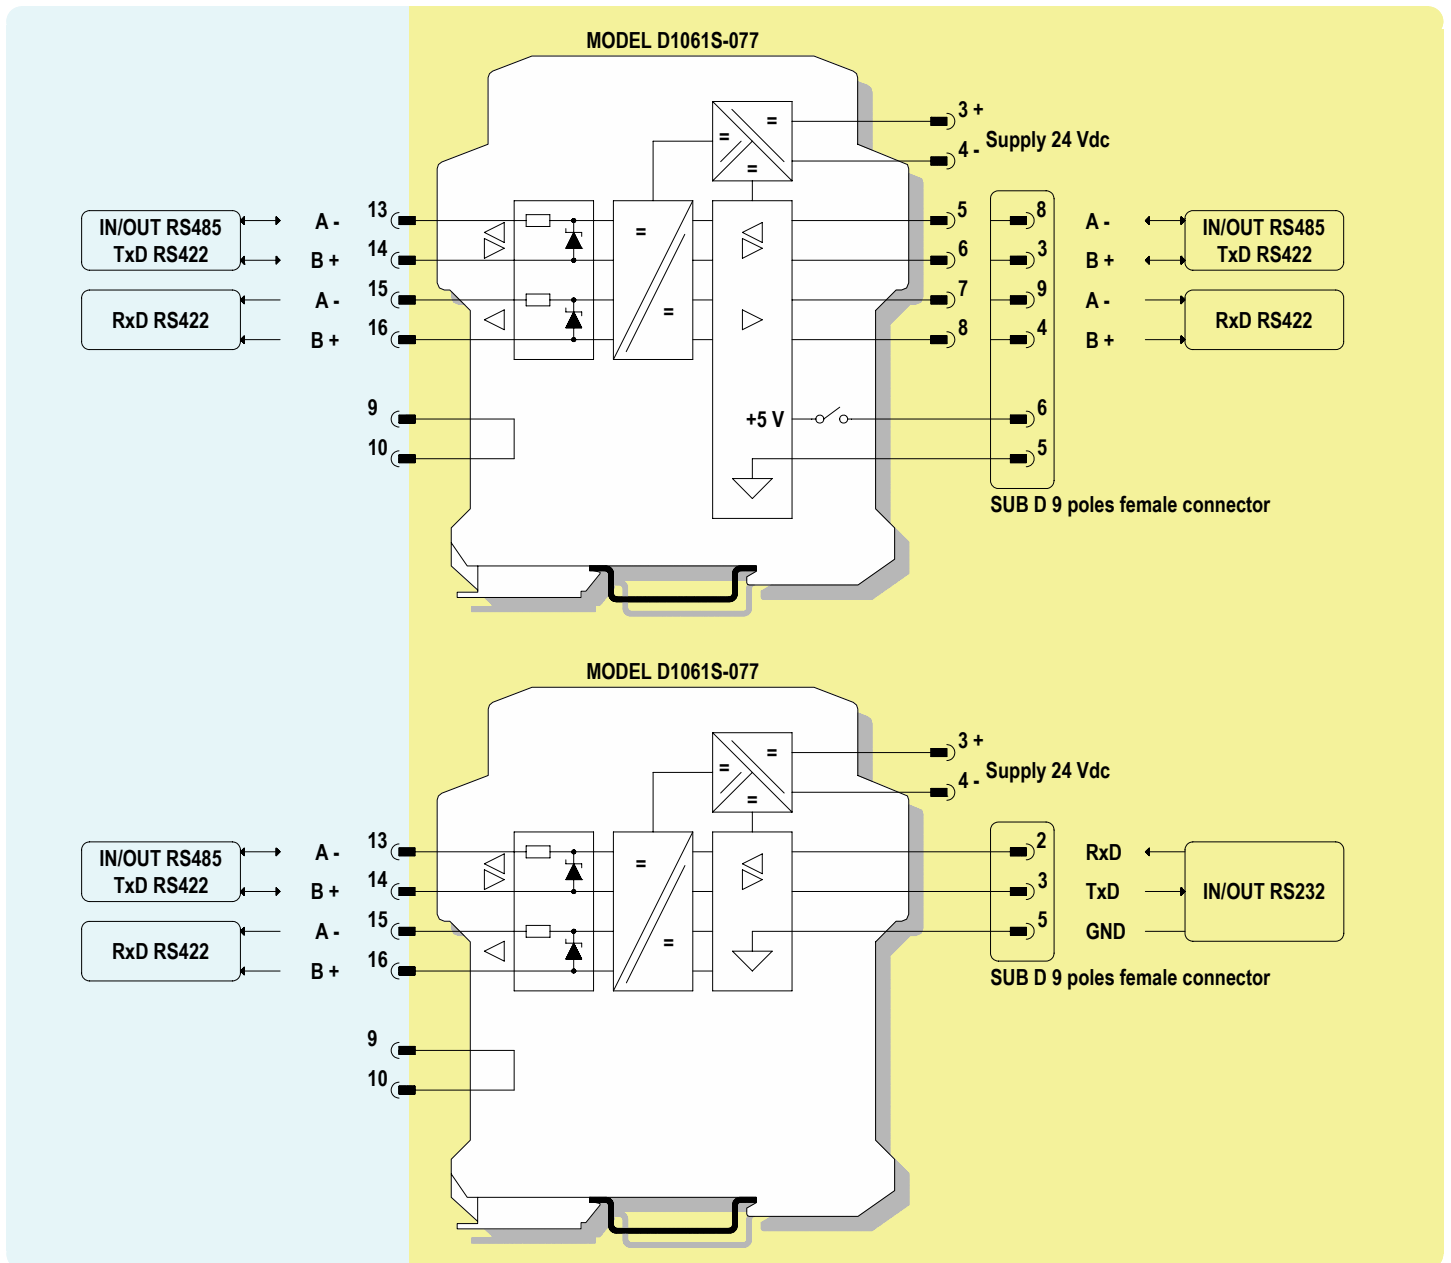 MODEL D1061S-077
3 +
Supply 24 Vdc
4 -
=
=
=
IN/OUT RS485
TxD RS422
A - 13
B + 14
RxD RS422
A - 15
B + 16
9
10
=
=
+5 V
5
6
7
8
8
3
9
4
6
5
A -
B +
A -
B +
IN/OUT RS485
TxD RS422
RxD RS422
SUB D 9 poles female connector
MODEL D1061S-077
3 +
Supply 24 Vdc
4 -
=
=
=
IN/OUT RS485
TxD RS422
A - 13
B + 14
RxD RS422
A - 15
B + 16
9
10
=
=
2 RxD
3 TxD
5 GND
IN/OUT RS232
SUB D 9 poles female connector